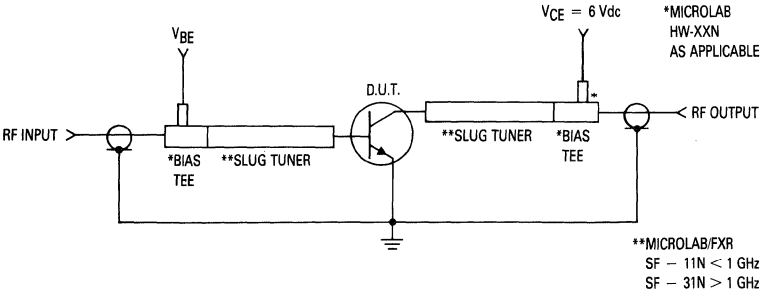 V_CE = 6 Vdc
*MICROLAB
HW-XXN
AS APPLICABLE
V_BE
D.U.T.
*
RF INPUT
RF OUTPUT
*BIAS
TEE
**SLUG TUNER
**SLUG TUNER
*BIAS
TEE
**MICROLAB/FXR
SF – 11N < 1 GHz
SF – 31N > 1 GHz